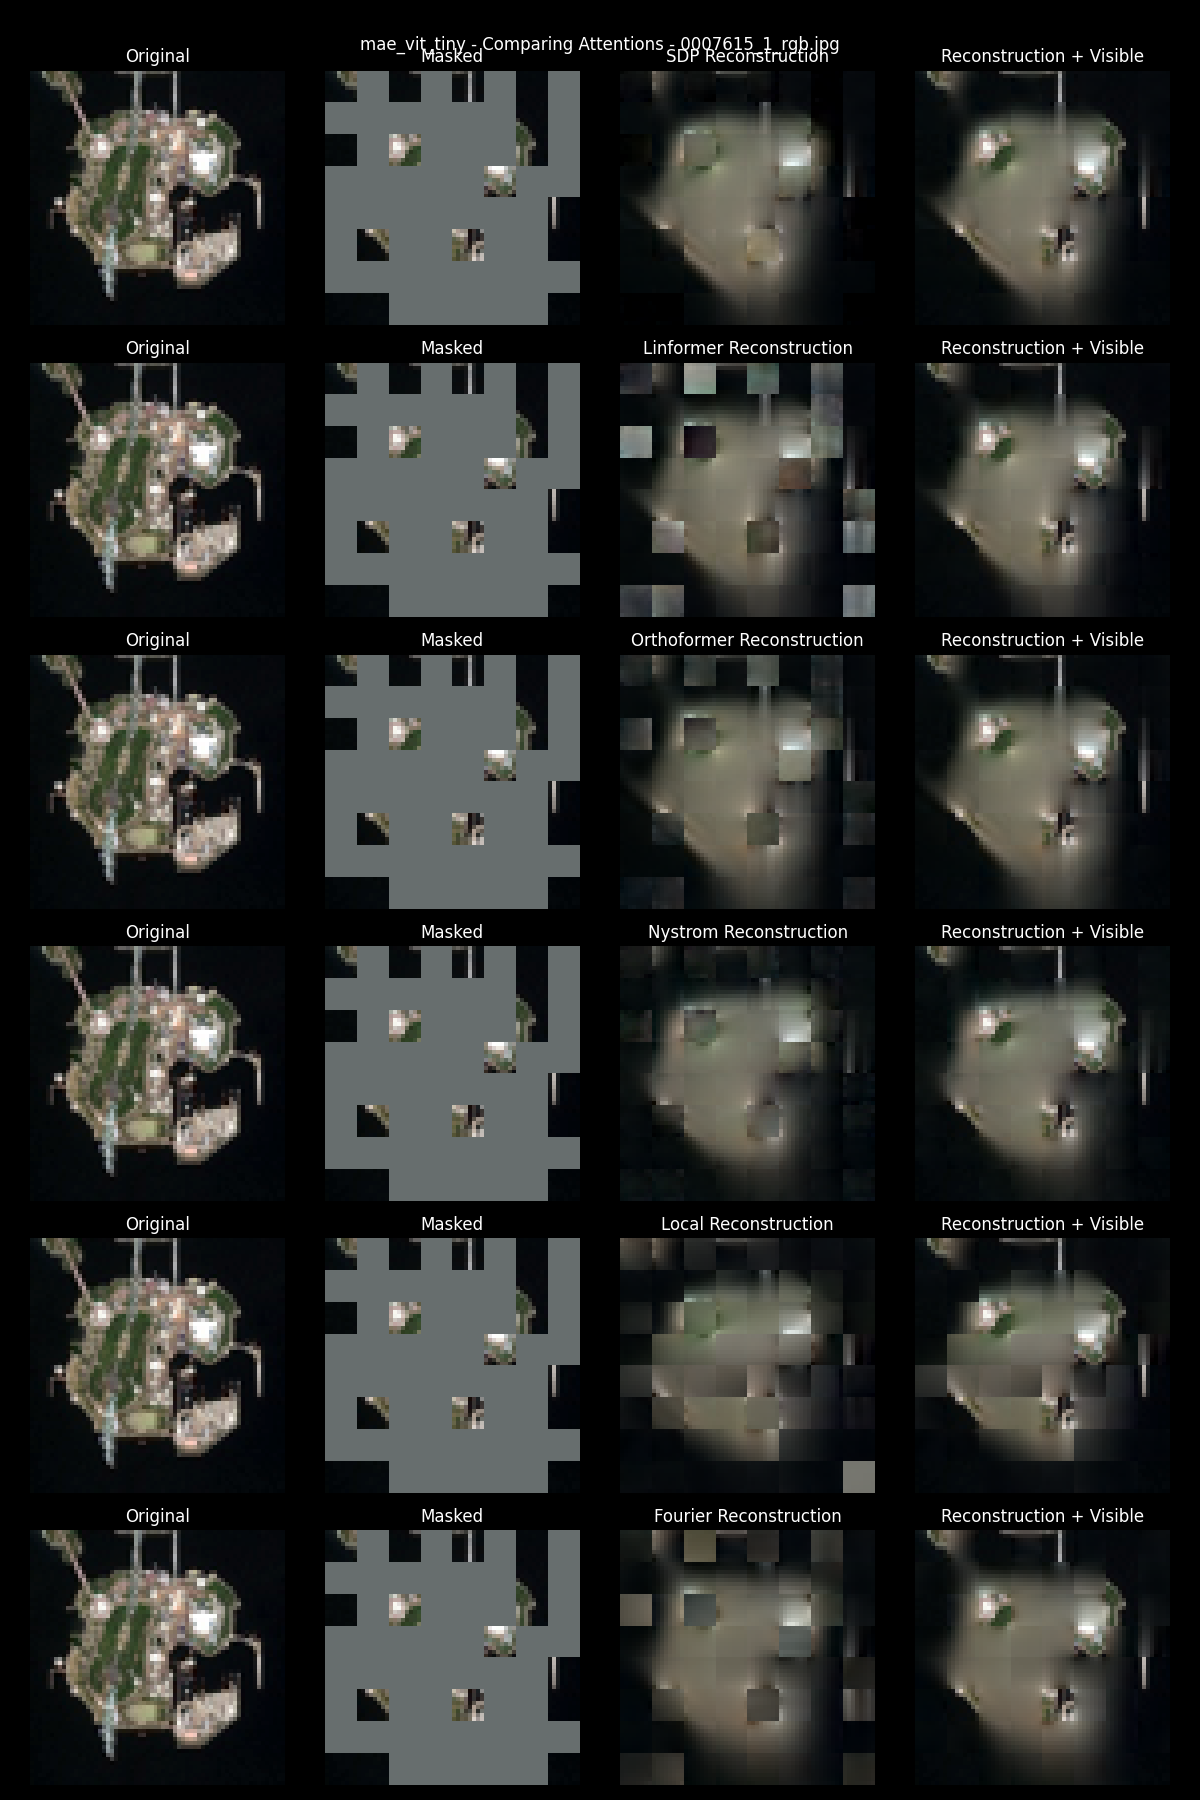 mae_vit_tiny - Comparing Attentions - 0007615_1_rgb.jpg
Original Masked SDP Reconstruction Reconstruction + Visible
Original Masked Linformer Reconstruction Reconstruction + Visible
Original Masked Orthoformer Reconstruction Reconstruction + Visible
Original Masked Nystrom Reconstruction Reconstruction + Visible
Original Masked Local Reconstruction Reconstruction + Visible
Original Masked Fourier Reconstruction Reconstruction + Visible